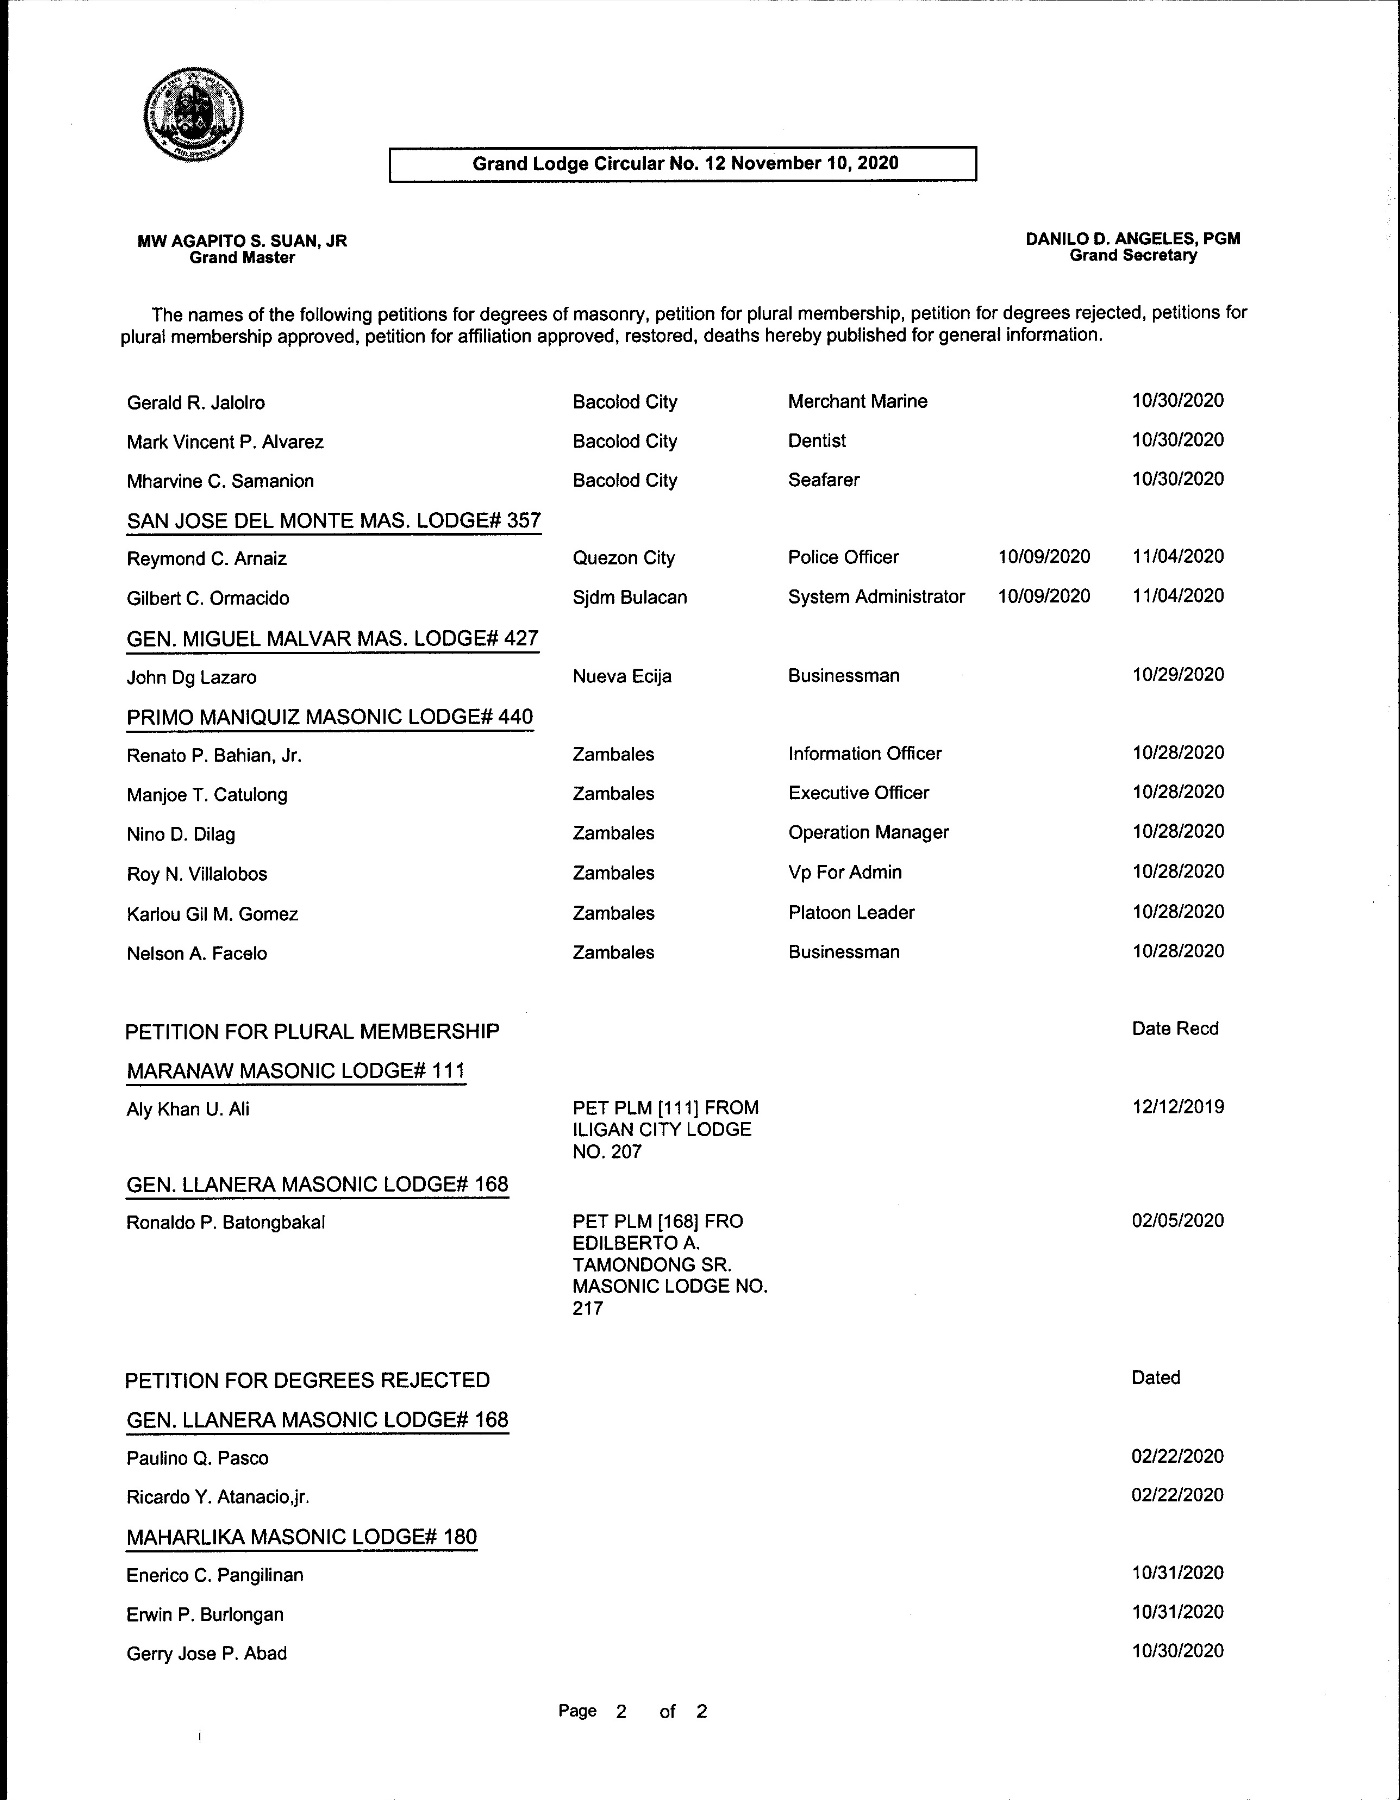 PHILIPPINES
Grand Lodge Circular No. 12 November 10, 2020
MW AGAPITO S. SUAN, JR
Grand Master
DANILO D. ANGELES, PGM
Grand Secretary
The names of the following petitions for degrees of masonry, petition for plural membership, petition for degrees rejected, petitions for
plural membership approved, petition for affiliation approved, restored, deaths hereby published for general information.
Gerald R. Jalolro Bacolod City Merchant Marine 10/30/2020
Mark Vincent P. Alvarez Bacolod City Dentist 10/30/2020
Mharvine C. Samanion Bacolod City Seafarer 10/30/2020
SAN JOSE DEL MONTE MAS. LODGE# 357
Reymond C. Arnaiz Quezon City Police Officer 10/09/2020 11/04/2020
Gilbert C. Ormacido Sjdm Bulacan System Administrator 10/09/2020 11/04/2020
GEN. MIGUEL MALVAR MAS. LODGE# 427
John Dg Lazaro Nueva Ecija Businessman 10/29/2020
PRIMO MANIQUIZ MASONIC LODGE# 440
Renato P. Bahian, Jr. Zambales Information Officer 10/28/2020
Manjoe T. Catulong Zambales Executive Officer 10/28/2020
Nino D. Dilag Zambales Operation Manager 10/28/2020
Roy N. Villalobos Zambales Vp For Admin 10/28/2020
Karlou Gil M. Gomez Zambales Platoon Leader 10/28/2020
Nelson A. Facelo Zambales Businessman 10/28/2020
PETITION FOR PLURAL MEMBERSHIP Date Recd
MARANAW MASONIC LODGE# 111
Aly Khan U. Ali PET PLM [111] FROM 12/12/2019
ILIGAN CITY LODGE
NO. 207
GEN. LLANERA MASONIC LODGE# 168
Ronaldo P. Batongbakal PET PLM [168] FRO 02/05/2020
EDILBERTO A.
TAMONDONG SR.
MASONIC LODGE NO.
217
PETITION FOR DEGREES REJECTED Dated
GEN. LLANERA MASONIC LODGE# 168
Paulino Q. Pasco 02/22/2020
Ricardo Y. Atanacio,jr. 02/22/2020
MAHARLIKA MASONIC LODGE# 180
Enerico C. Pangilinan 10/31/2020
Erwin P. Burlongan 10/31/2020
Gerry Jose P. Abad 10/30/2020
Page 2 of 2